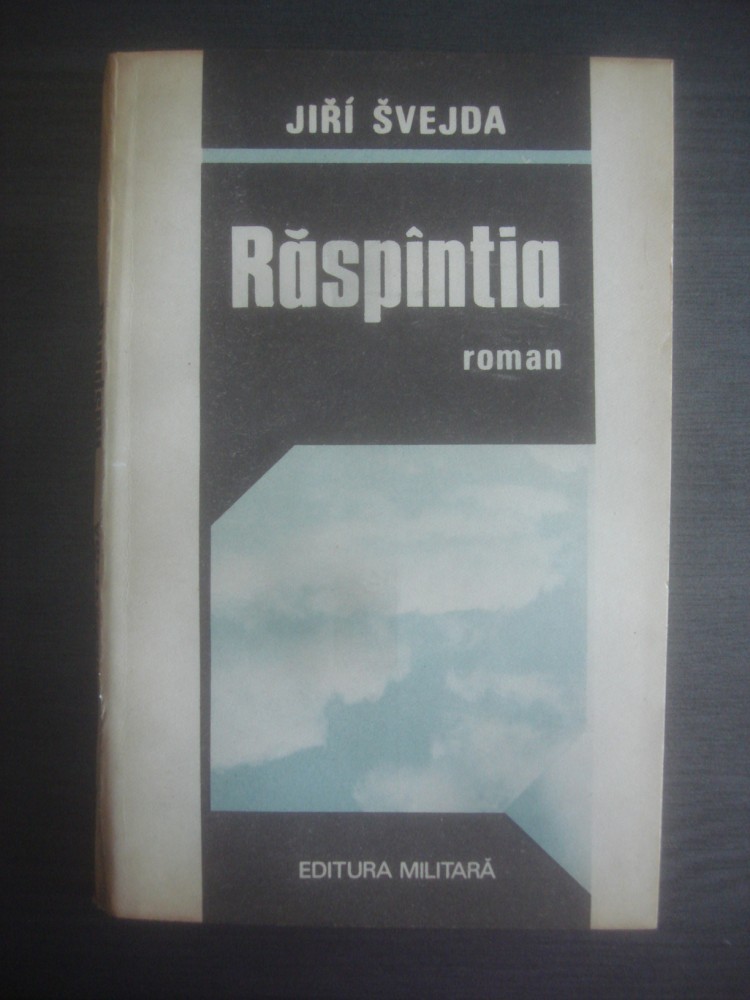 JIŘÍ ŠVEJDA
Răspîntia
roman
EDITURA MILITARĂ